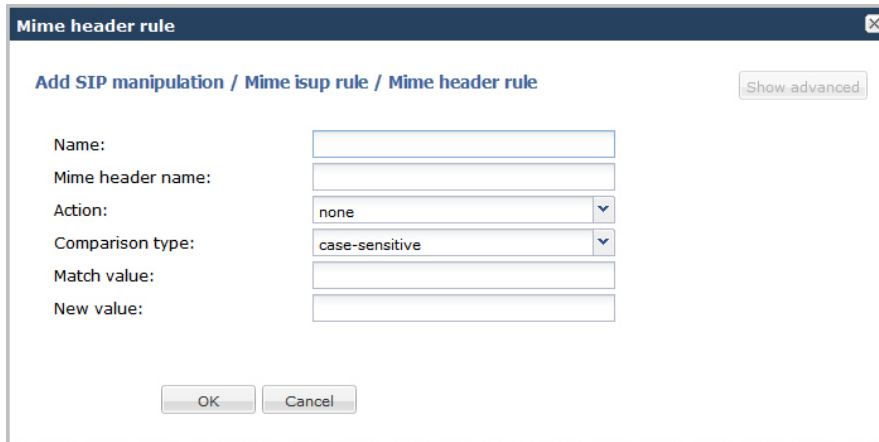 Mime header rule
Add SIP manipulation / Mime isup rule / Mime header rule
Show advanced
Name:
Mime header name:
Action: none
Comparison type: case-sensitive
Match value:
New value:
OK Cancel